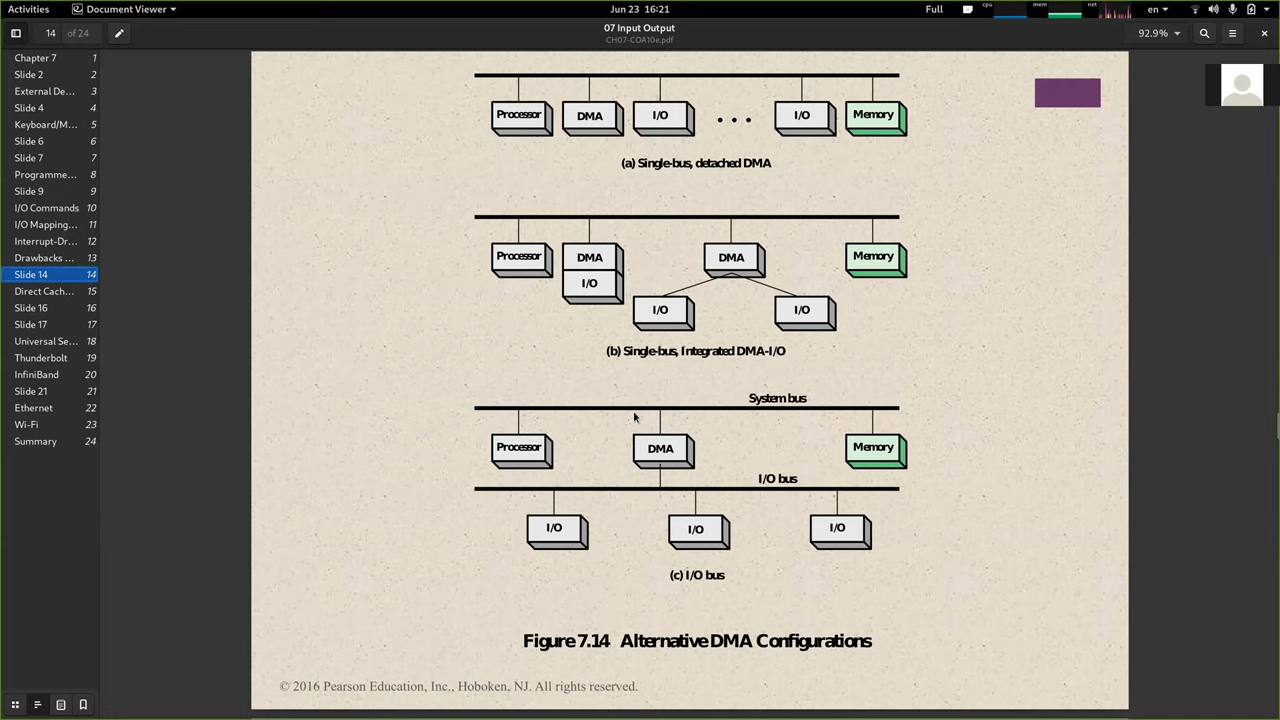 Activities
Document Viewer
Jun 23 16:21
Full
cpu
mem
net
en
14
of 24
07 Input Output
CH07-COA10e.pdf
92.9%
Chapter 7 1
Slide 2 2
External De... 3
Slide 4 4
Keyboard/M... 5
Slide 6 6
Slide 7 7
Programme... 8
Slide 9 9
I/O Commands 10
I/O Mapping... 11
Interrupt-Dr... 12
Drawbacks ... 13
Slide 14 14
Direct Cach... 15
Slide 16 16
Slide 17 17
Universal Se... 18
Thunderbolt 19
InfiniBand 20
Slide 21 21
Ethernet 22
Wi-Fi 23
Summary 24
Processor DMA I/O • • • I/O Memory
(a) Single-bus, detached DMA
Processor DMA DMA Memory
I/O
I/O I/O
(b) Single-bus, Integrated DMA-I/O
System bus
Processor DMA Memory
I/O bus
I/O I/O I/O
(c) I/O bus
Figure 7.14 Alternative DMA Configurations
© 2016 Pearson Education, Inc., Hoboken, NJ. All rights reserved.